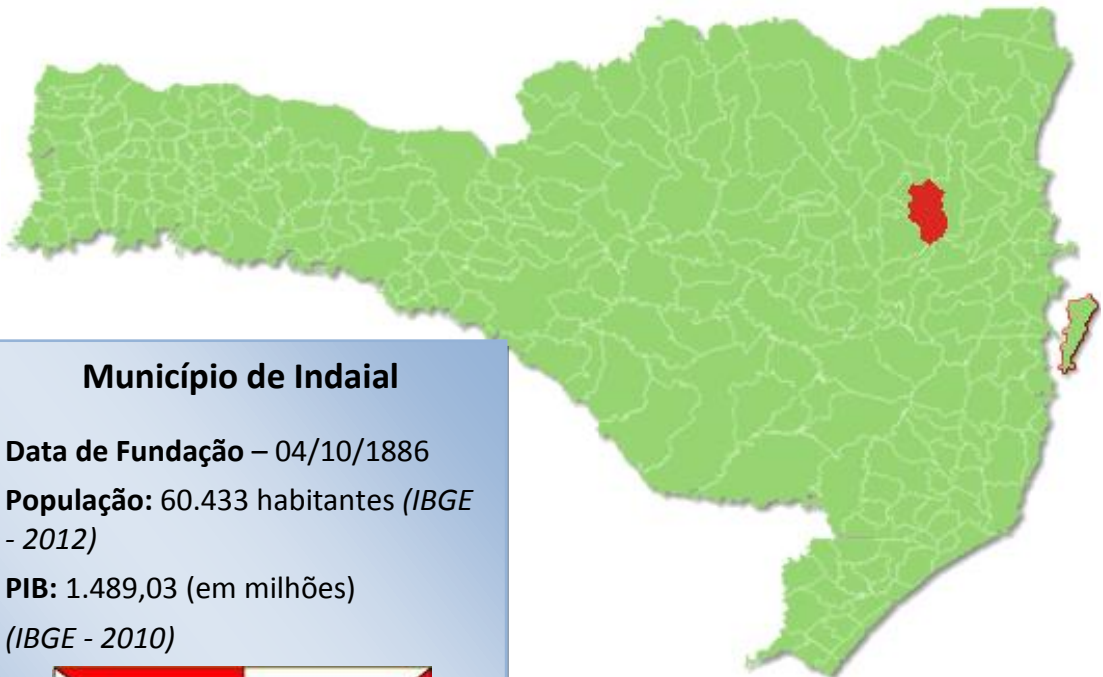 Município de Indaial
Data de Fundação – 04/10/1886
População: 60.433 habitantes (IBGE
- 2012)
PIB: 1.489,03 (em milhões)
(IBGE - 2010)